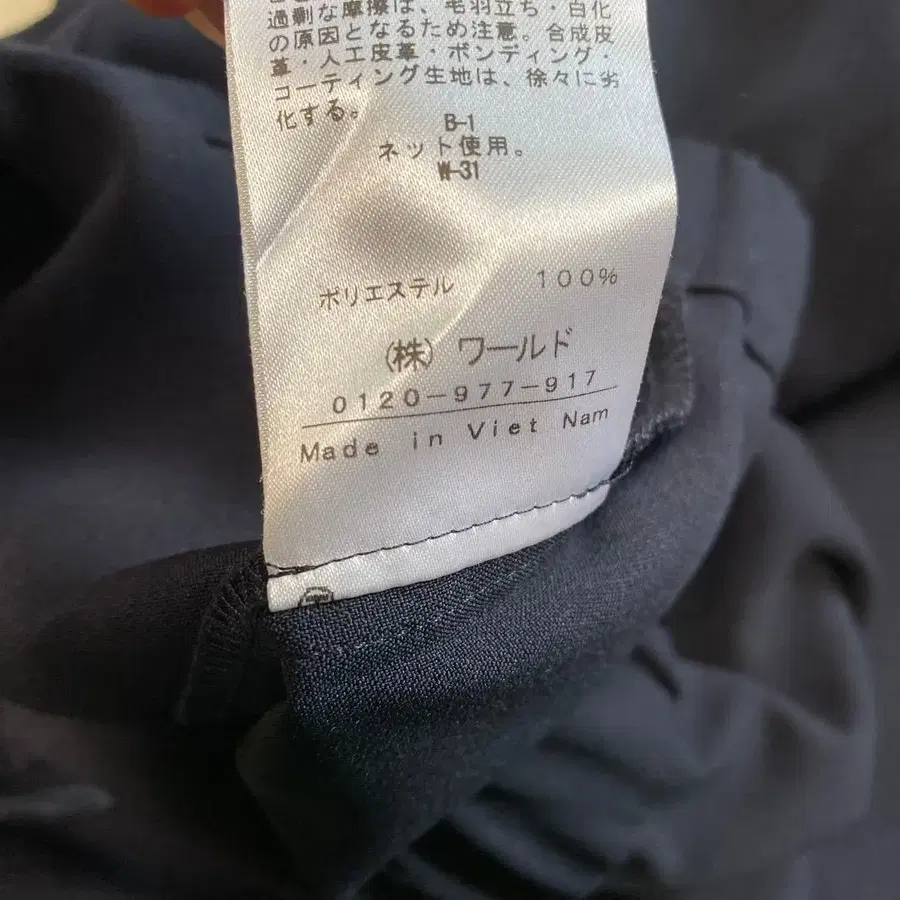 過剰な摩擦は、毛羽立ち・白化
の原因となるため注意。合成皮
革・人工皮革・ボンディング・
コーティング生地は、徐々に劣
化する。
B-1
ネット使用。
W-31
ポリエステル 100%
(株) ワールド
0120-977-917
Made in Viet Nam